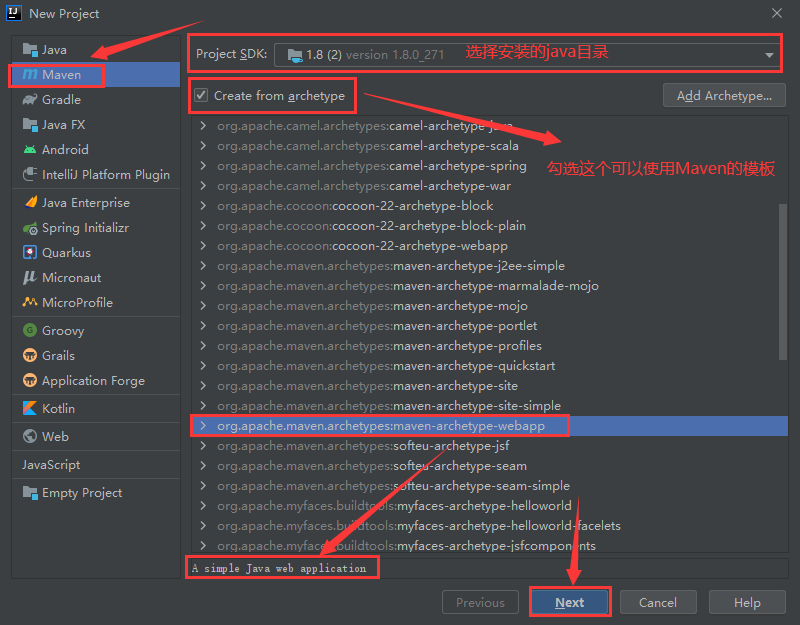 New Project
Java
Maven
Gradle
Java FX
Android
IntelliJ Platform Plugin
Java Enterprise
Spring Initializr
Quarkus
Micronaut
MicroProfile
Groovy
Grails
Application Forge
Kotlin
Web
JavaScript
Empty Project
Project SDK: 1.8 (2) version 1.8.0_271 选择安装的java目录
Create from archetype
Add Archetype...
勾选这个可以使用Maven的模板
org.apache.camel.archetypes:camel-archetype-java
org.apache.camel.archetypes:camel-archetype-scala
org.apache.camel.archetypes:camel-archetype-spring
org.apache.camel.archetypes:camel-archetype-war
org.apache.cocoon:cocoon-22-archetype-block
org.apache.cocoon:cocoon-22-archetype-block-plain
org.apache.cocoon:cocoon-22-archetype-webapp
org.apache.maven.archetypes:maven-archetype-j2ee-simple
org.apache.maven.archetypes:maven-archetype-marmalade-mojo
org.apache.maven.archetypes:maven-archetype-mojo
org.apache.maven.archetypes:maven-archetype-portlet
org.apache.maven.archetypes:maven-archetype-profiles
org.apache.maven.archetypes:maven-archetype-quickstart
org.apache.maven.archetypes:maven-archetype-site
org.apache.maven.archetypes:maven-archetype-site-simple
org.apache.maven.archetypes:maven-archetype-webapp
org.apache.maven.archetypes:softeu-archetype-jsf
org.apache.maven.archetypes:softeu-archetype-seam
org.apache.maven.archetypes:softeu-archetype-seam-simple
org.apache.myfaces.buildtools:myfaces-archetype-helloworld
org.apache.myfaces.buildtools:myfaces-archetype-helloworld-facelets
org.apache.myfaces.buildtools:myfaces-archetype-jsfcomponents
A simple Java web application
Previous
Next
Cancel
Help